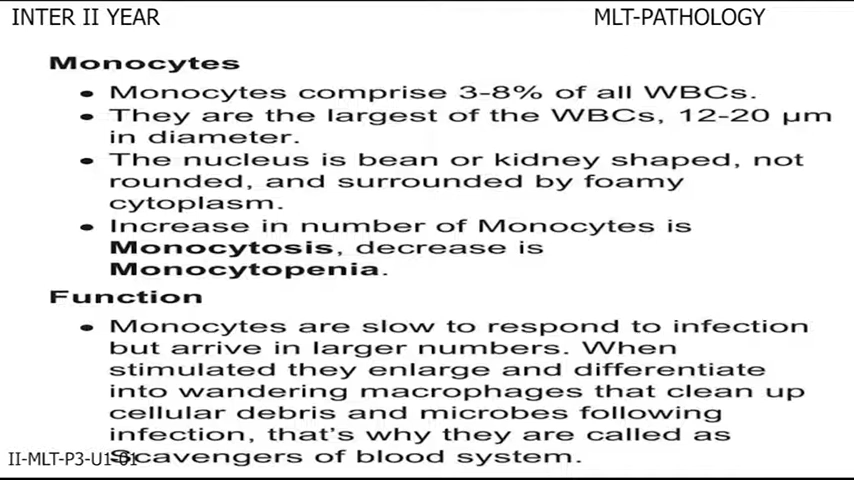 INTER II YEAR
MLT-PATHOLOGY
Monocytes
• Monocytes comprise 3-8% of all WBCs.
• They are the largest of the WBCs, 12-20 µm
in diameter.
• The nucleus is bean or kidney shaped, not
rounded, and surrounded by foamy
cytoplasm.
• Increase in number of Monocytes is
Monocytosis, decrease is
Monocytopenia.
Function
• Monocytes are slow to respond to infection
but arrive in larger numbers. When
stimulated they enlarge and differentiate
into wandering macrophages that clean up
cellular debris and microbes following
infection, that's why they are called as
Scavengers of blood system.
II-MLT-P3-U1-01